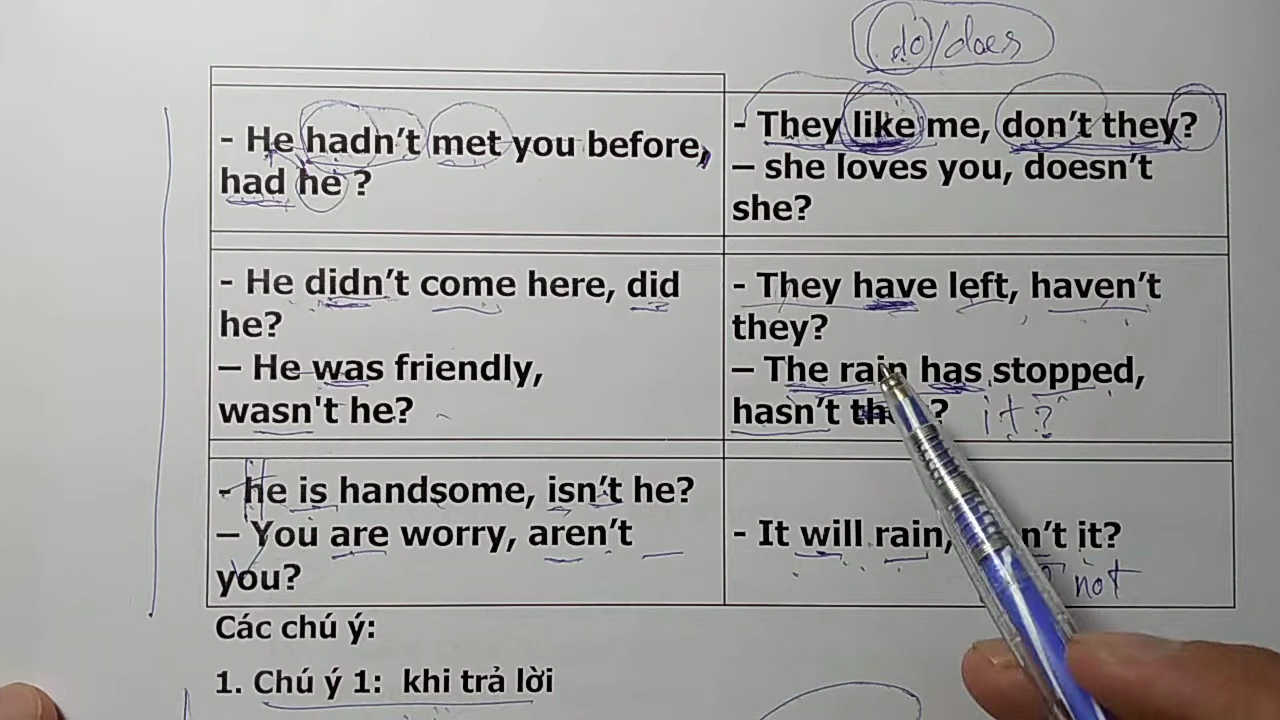 do/does
- He hadn't met you before,
had he ?
- They like me, don't they?
– she loves you, doesn't
she?
- He didn't come here, did
he?
– He was friendly,
wasn't he?
- They have left, haven't
they?
– The rain has stopped,
hasn't ? it?
- He is handsome, isn't he?
– You are worry, aren't
you?
- It will rain, it?
not
Các chú ý:
1. Chú ý 1: khi trả lời